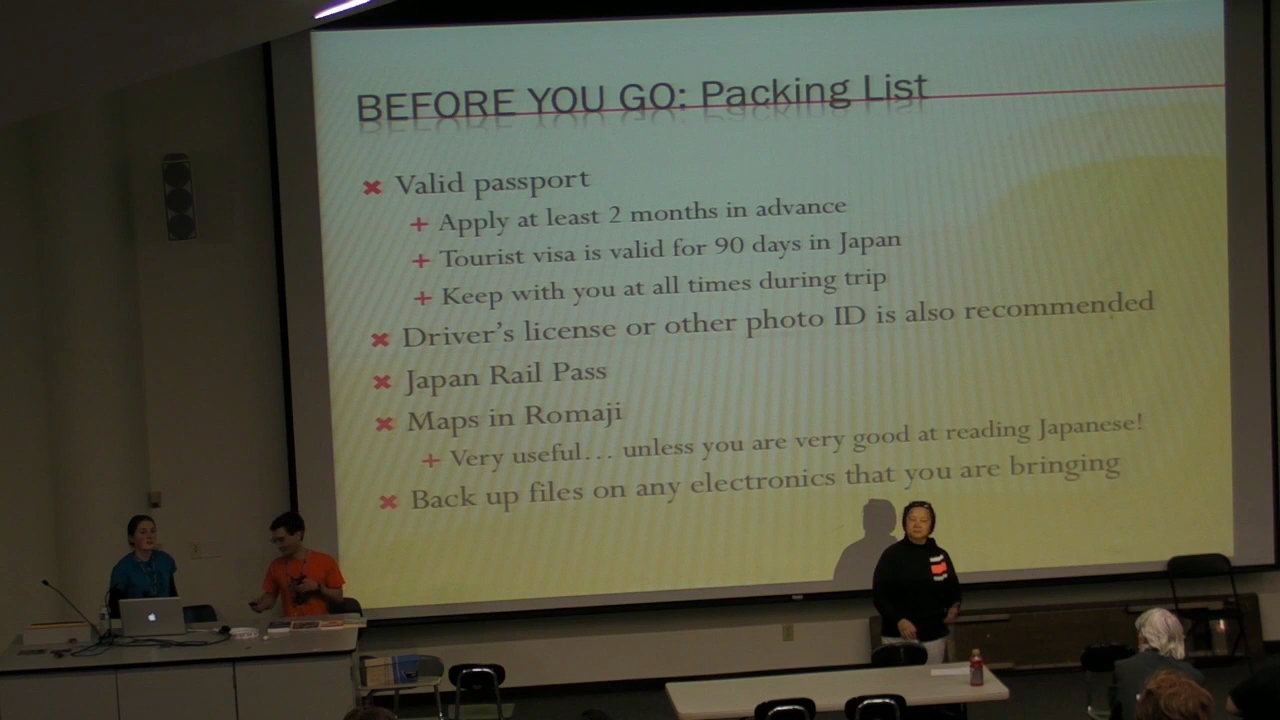 BEFORE YOU GO: Packing List
Valid passport
Apply at least 2 months in advance
Tourist visa is valid for 90 days in Japan
Keep with you at all times during trip
Driver's license or other photo ID is also recommended
Japan Rail Pass
Maps in Romaji
Very useful… unless you are very good at reading Japanese!
Back up files on any electronics that you are bringing